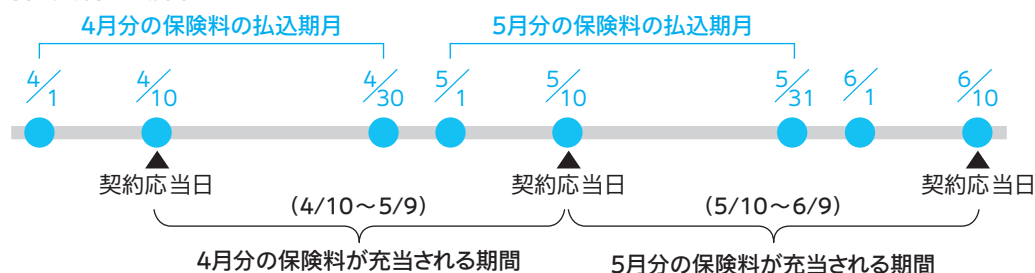 4月分の保険料の払込期月 5月分の保険料の払込期月
4/1 4/10 4/30 5/1 5/10 5/31 6/1 6/10
契約応当日 契約応当日 契約応当日
（4/10～5/9） （5/10～6/9）
4月分の保険料が充当される期間 5月分の保険料が充当される期間